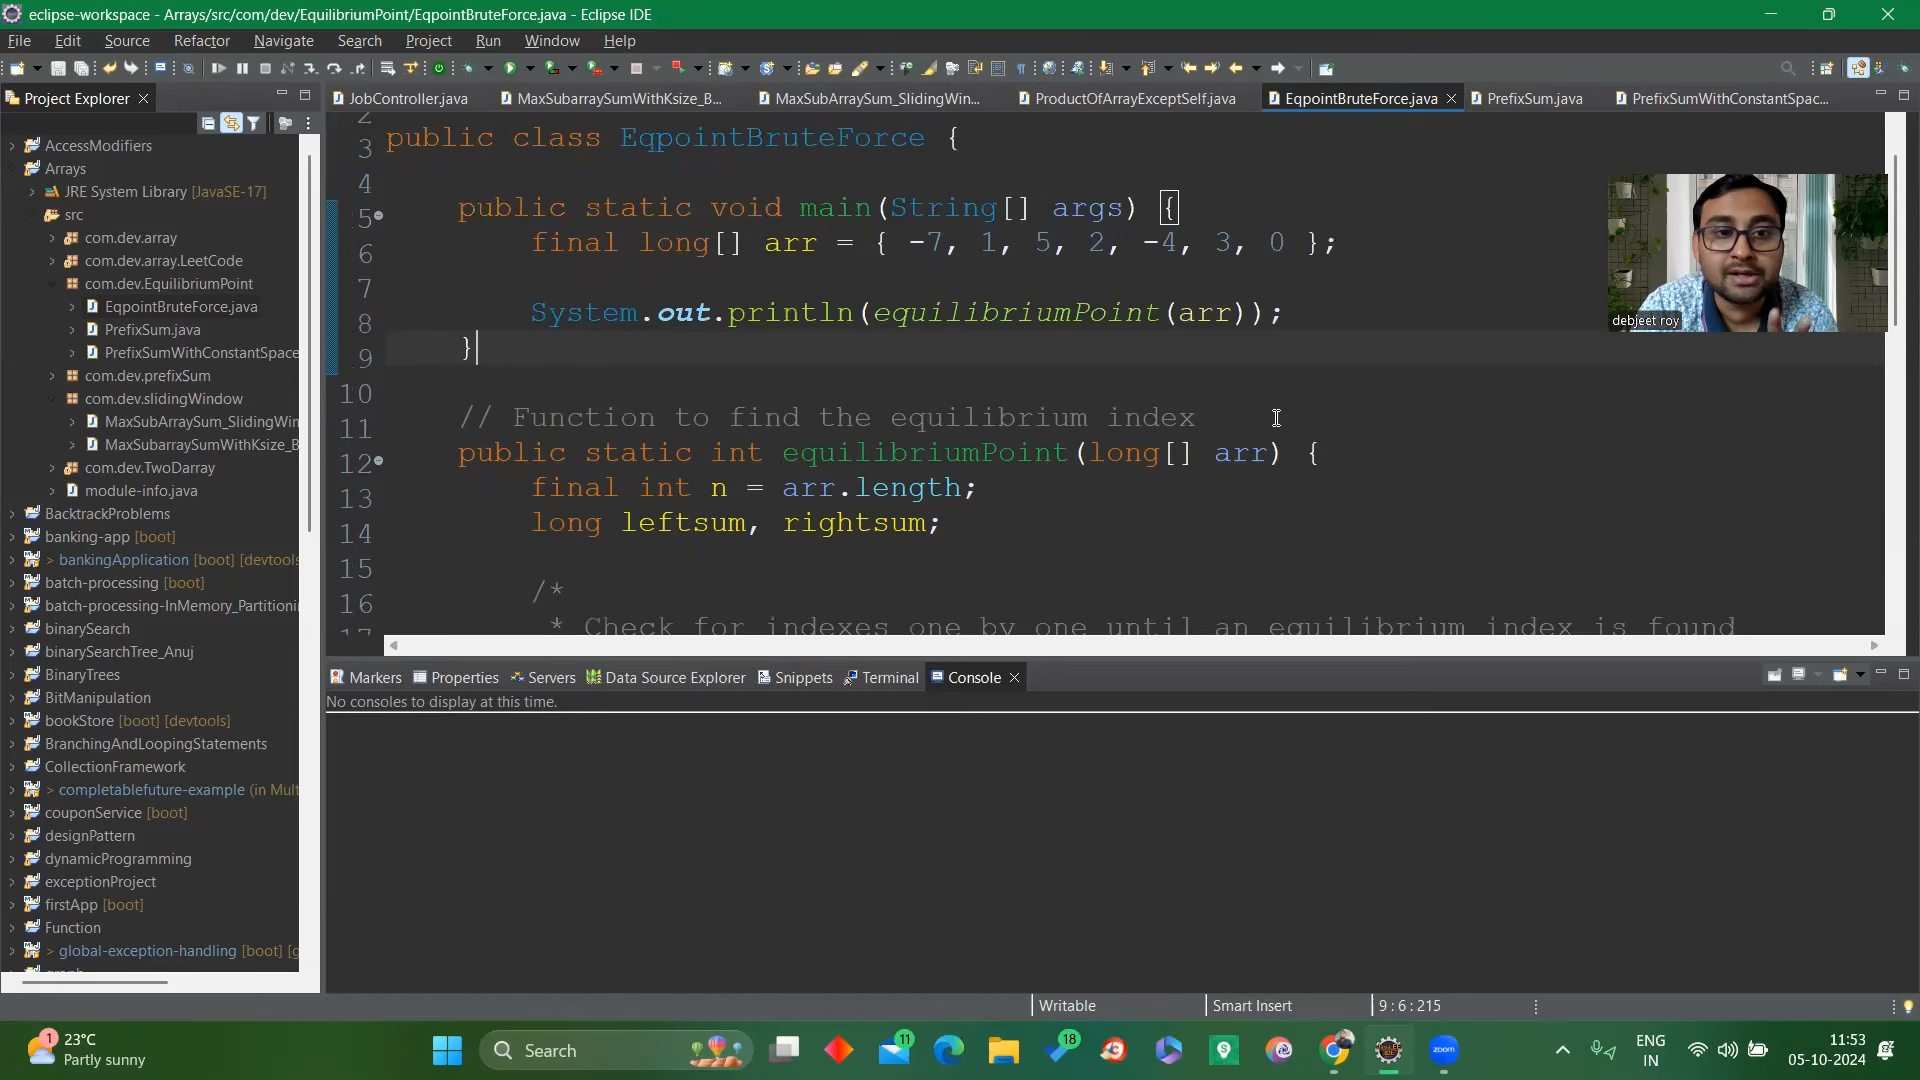 eclipse-workspace - Arrays/src/com/dev/EquilibriumPoint/EqpointBruteForce.java - Eclipse IDE
File Edit Source Refactor Navigate Search Project Run Window Help
Project Explorer
JobController.java MaxSubarraySumWithKsize_B... MaxSubArraySum_SlidingWin... ProductOfArrayExceptSelf.java EqpointBruteForce.java PrefixSum.java PrefixSumWithConstantSpac...
AccessModifiers
Arrays
JRE System Library [JavaSE-17]
src
com.dev.array
com.dev.array.LeetCode
com.dev.EquilibriumPoint
EqpointBruteForce.java
PrefixSum.java
PrefixSumWithConstantSpace
com.dev.prefixSum
com.dev.slidingWindow
MaxSubArraySum_SlidingWin
MaxSubarraySumWithKsize_B
com.dev.TwoDarray
module-info.java
BacktrackProblems
banking-app [boot]
> bankingApplication [boot] [devtools
batch-processing [boot]
batch-processing-InMemory_Partitioni
binarySearch
binarySearchTree_Anuj
BinaryTrees
BitManipulation
bookStore [boot] [devtools]
BranchingAndLoopingStatements
CollectionFramework
> completablefuture-example (in Mult
couponService [boot]
designPattern
dynamicProgramming
exceptionProject
firstApp [boot]
Function
> global-exception-handling [boot] [g
2
3 public class EqpointBruteForce {
4
5 public static void main(String[] args) {
6 final long[] arr = { -7, 1, 5, 2, -4, 3, 0 };
7
8 System.out.println(equilibriumPoint(arr));
9 }
10
11 // Function to find the equilibrium index
12 public static int equilibriumPoint(long[] arr) {
13 final int n = arr.length;
14 long leftsum, rightsum;
15
16 /*
17 * Check for indexes one by one until an equilibrium index is found
debjeet roy
Markers Properties Servers Data Source Explorer Snippets Terminal Console
No consoles to display at this time.
Writable Smart Insert 9 : 6 : 215
1
23°C
Partly sunny
Search
11
18
zoom
ENG
IN
11:53
05-10-2024